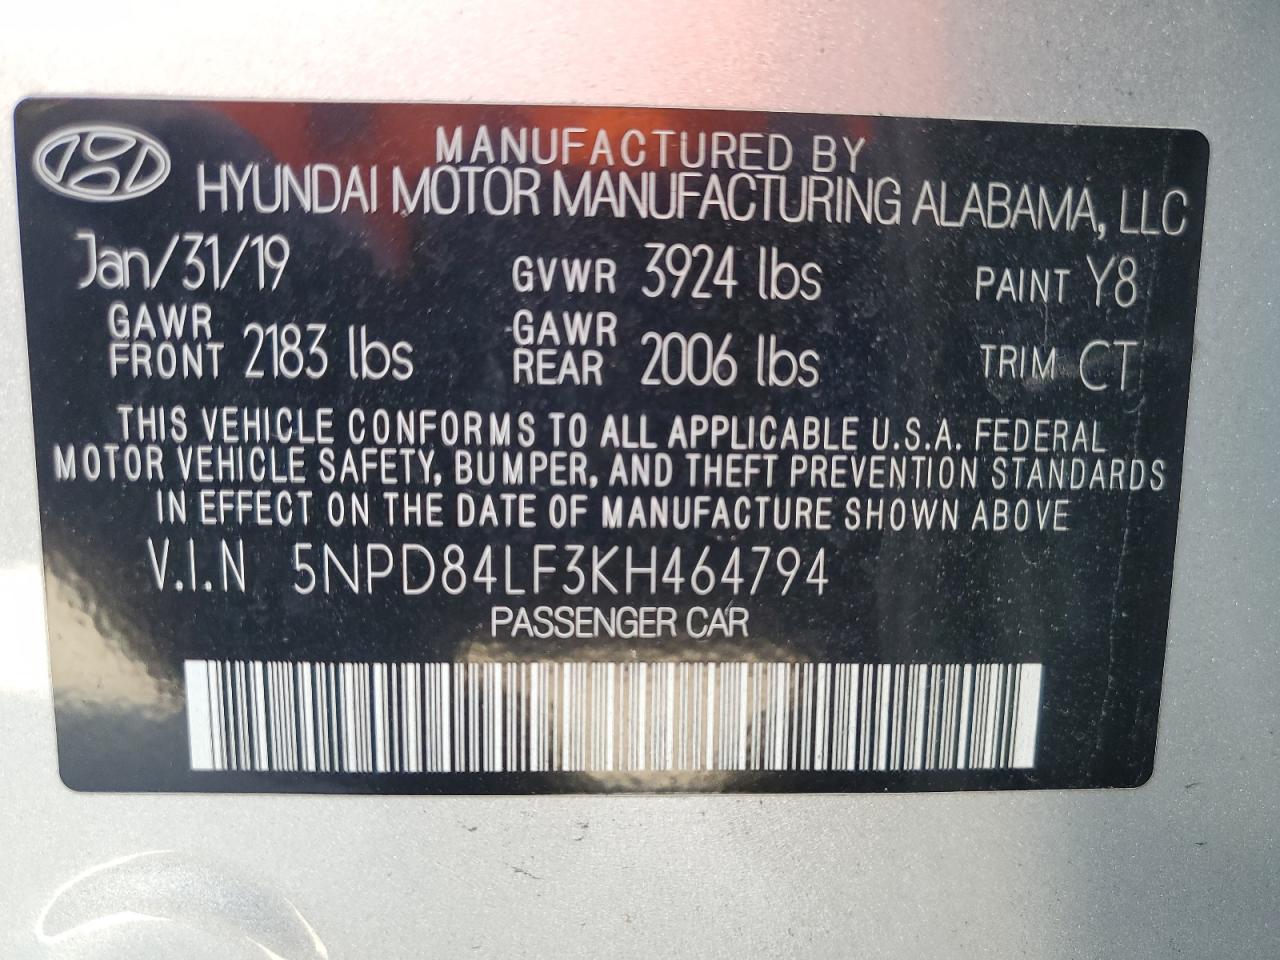 MANUFACTURED BY
HYUNDAI MOTOR MANUFACTURING ALABAMA, LLC
Jan/31/19 GVWR 3924 lbs PAINT Y8
GAWR FRONT 2183 lbs GAWR REAR 2006 lbs TRIM CT
THIS VEHICLE CONFORMS TO ALL APPLICABLE U.S.A. FEDERAL
MOTOR VEHICLE SAFETY, BUMPER, AND THEFT PREVENTION STANDARDS
IN EFFECT ON THE DATE OF MANUFACTURE SHOWN ABOVE
V.I.N 5NPD84LF3KH464794
PASSENGER CAR